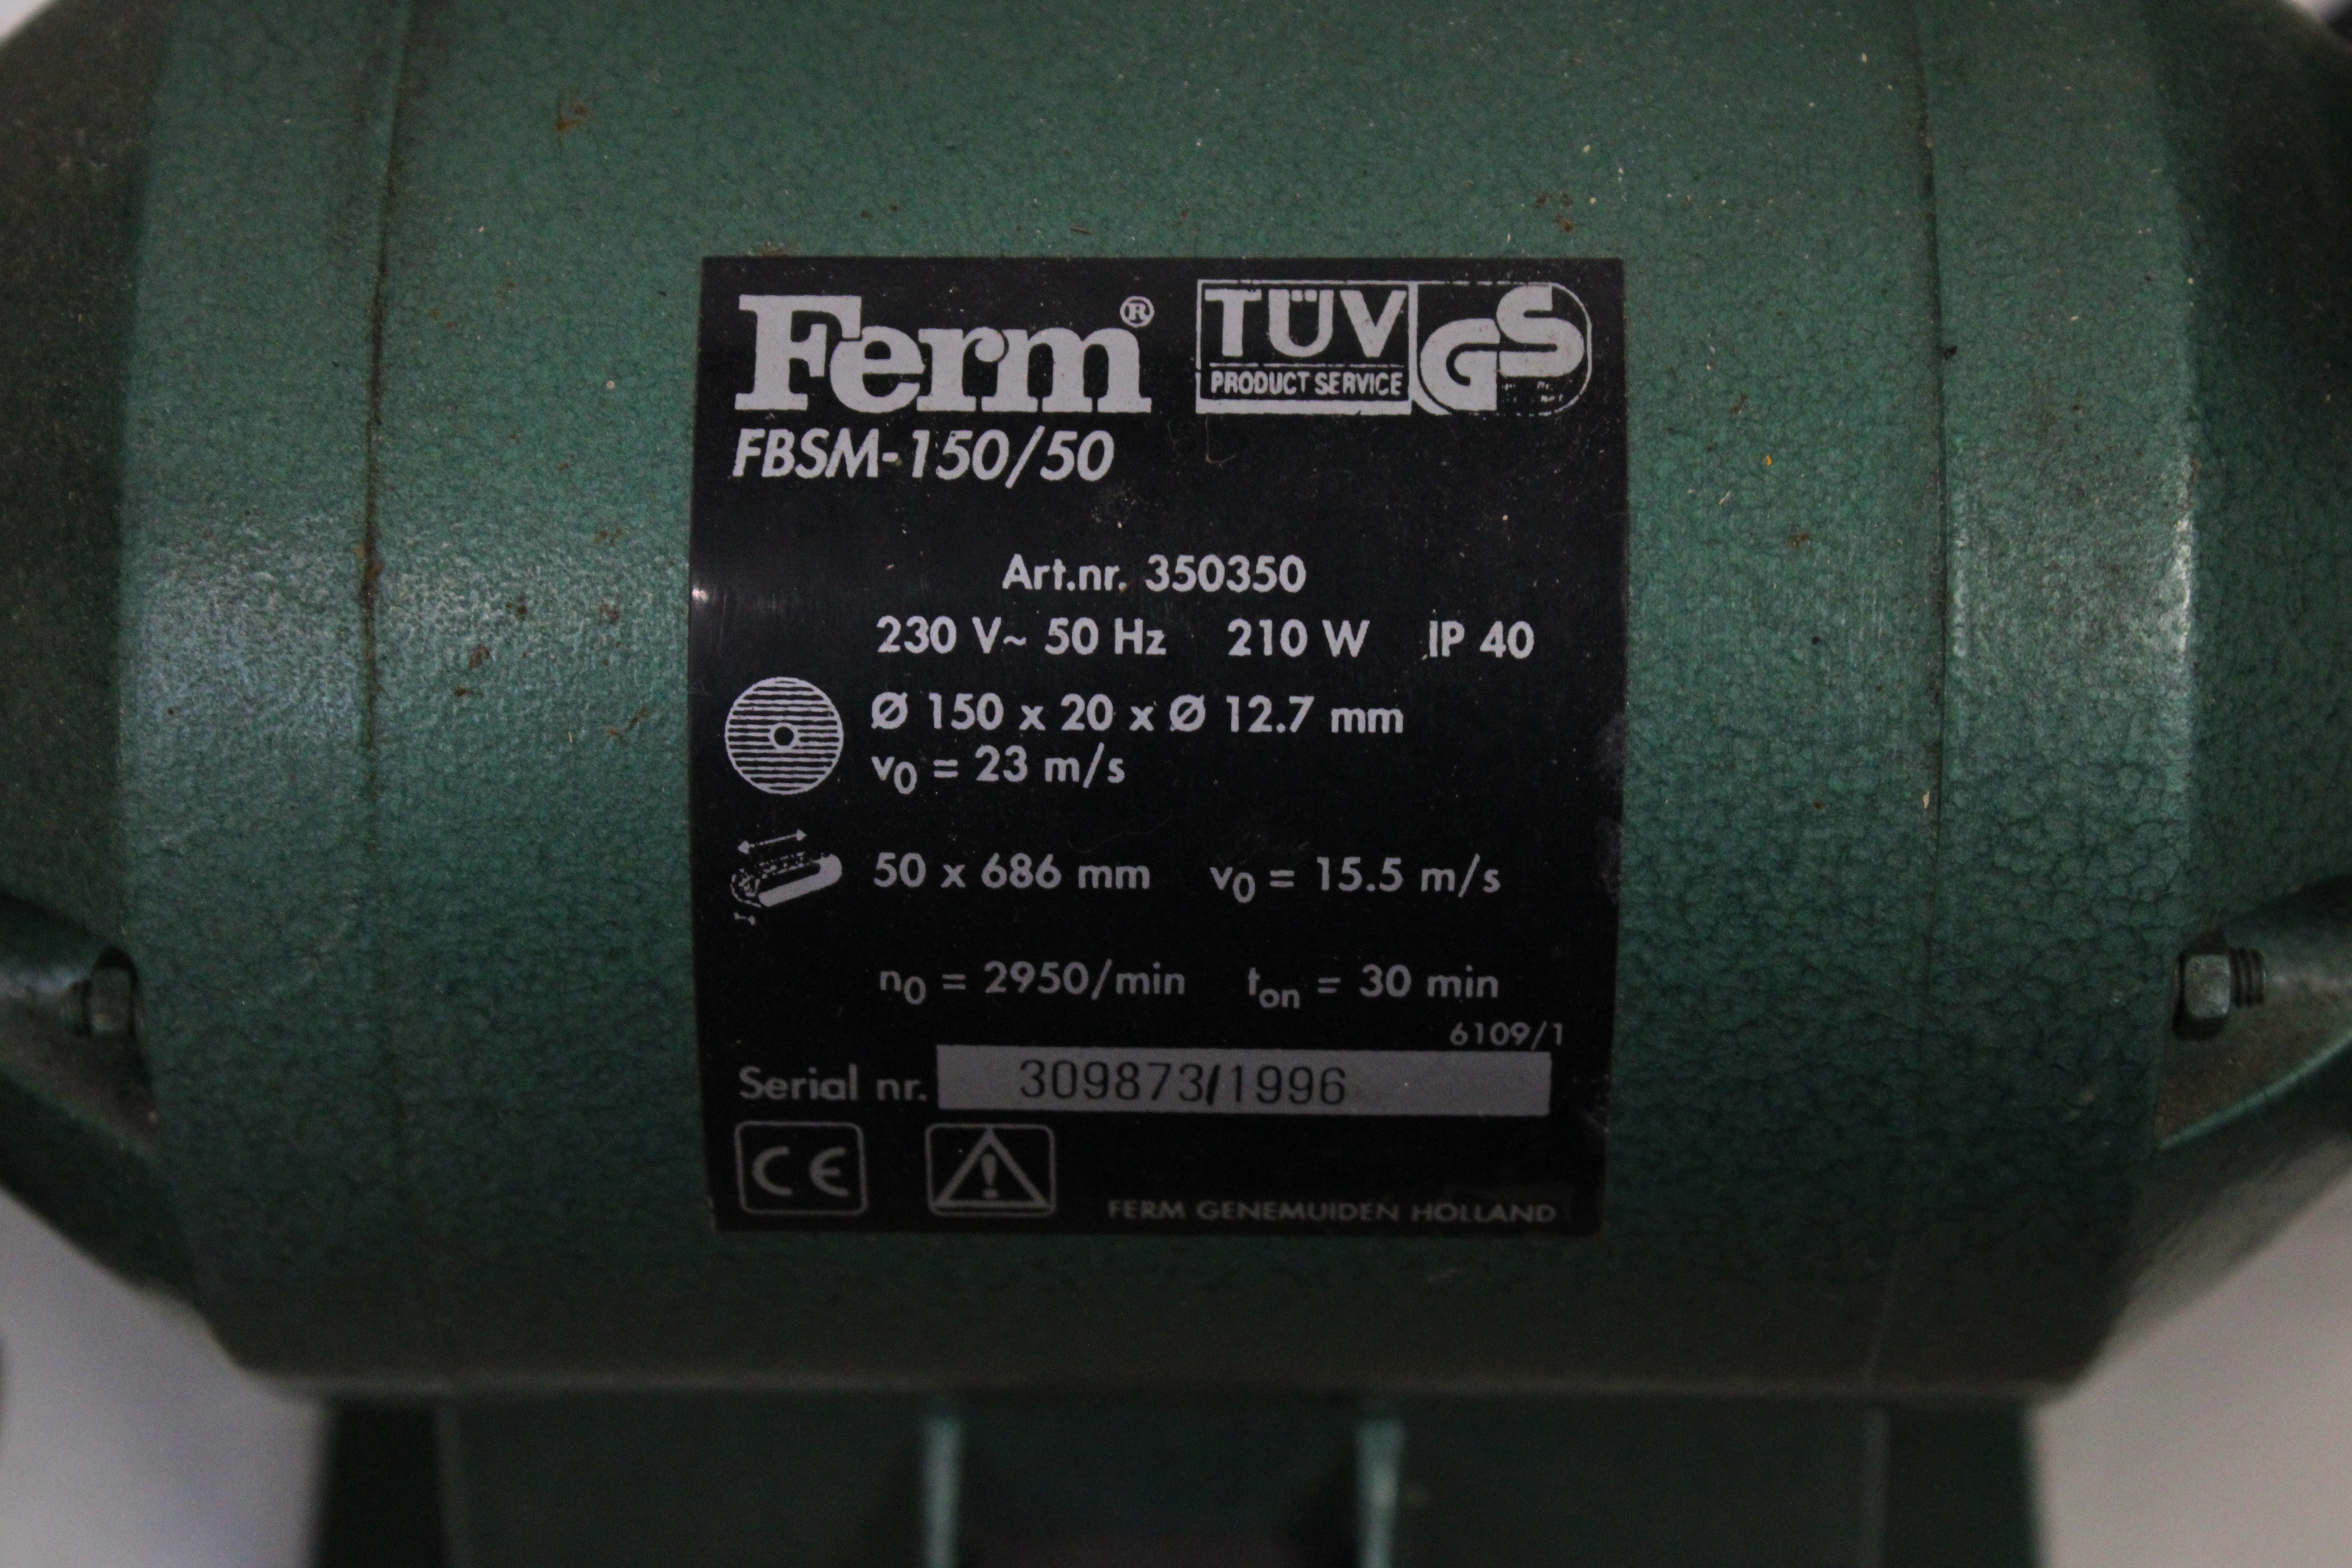 Ferm®
TÜV GS
PRODUCT SERVICE
FBSM-150/50
Art.nr. 350350
230 V~ 50 Hz 210 W IP 40
Ø 150 x 20 x Ø 12.7 mm
v0 = 23 m/s
50 x 686 mm v0 = 15.5 m/s
n0 = 2950/min ton = 30 min
6109/1
Serial nr. 309873/1996
CE
FERM GENEMUIDEN HOLLAND